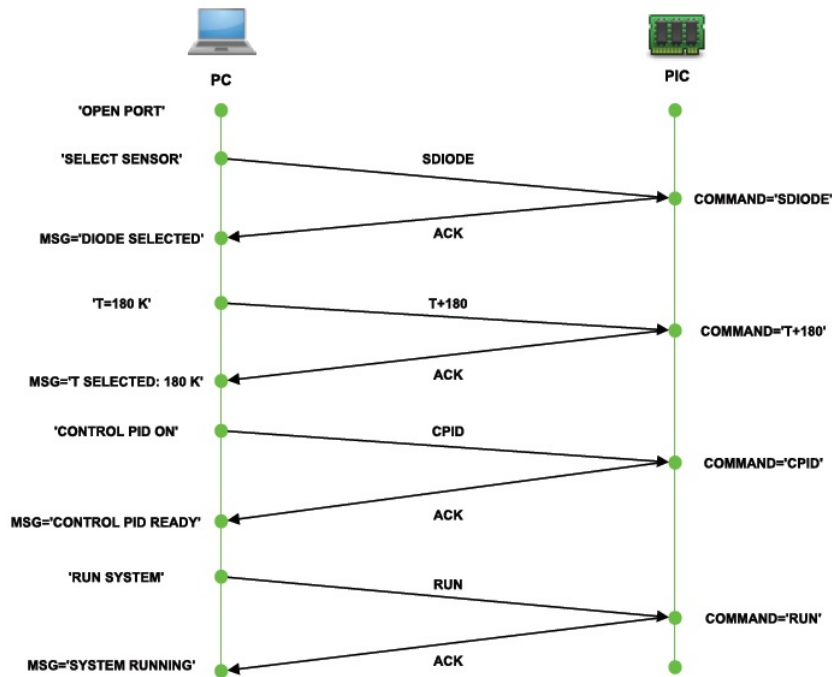 PC
PIC
'OPEN PORT'
'SELECT SENSOR'
SDIODE
COMMAND='SDIODE'
ACK
MSG='DIODE SELECTED'
'T=180 K'
T+180
COMMAND='T+180'
ACK
MSG='T SELECTED: 180 K'
'CONTROL PID ON'
CPID
COMMAND='CPID'
ACK
MSG='CONTROL PID READY'
'RUN SYSTEM'
RUN
COMMAND='RUN'
ACK
MSG='SYSTEM RUNNING'